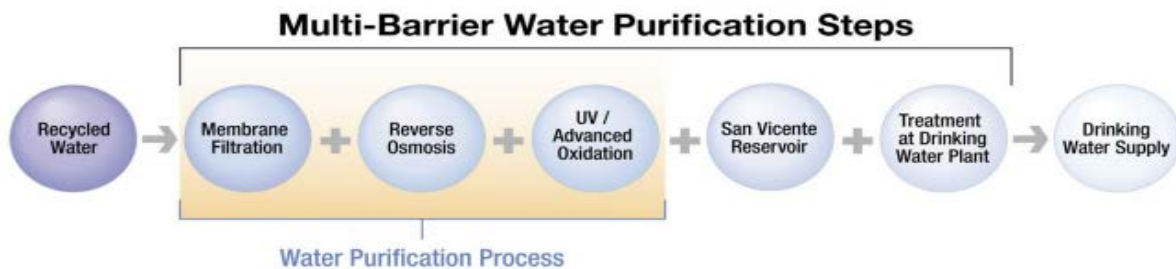 Multi-Barrier Water Purification Steps
Recycled
Water
Membrane
Filtration
Reverse
Osmosis
UV /
Advanced
Oxidation
San Vicente
Reservoir
Treatment
at Drinking
Water Plant
Drinking
Water Supply
Water Purification Process